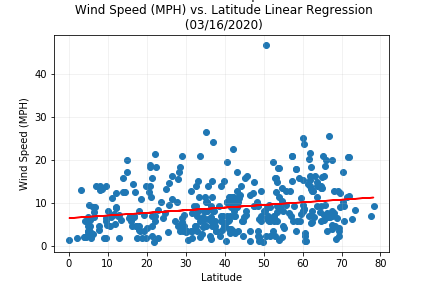 Wind Speed (MPH) vs. Latitude Linear Regression
(03/16/2020)
Wind Speed (MPH)
40
30
20
10
0
0 10 20 30 40 50 60 70 80
Latitude